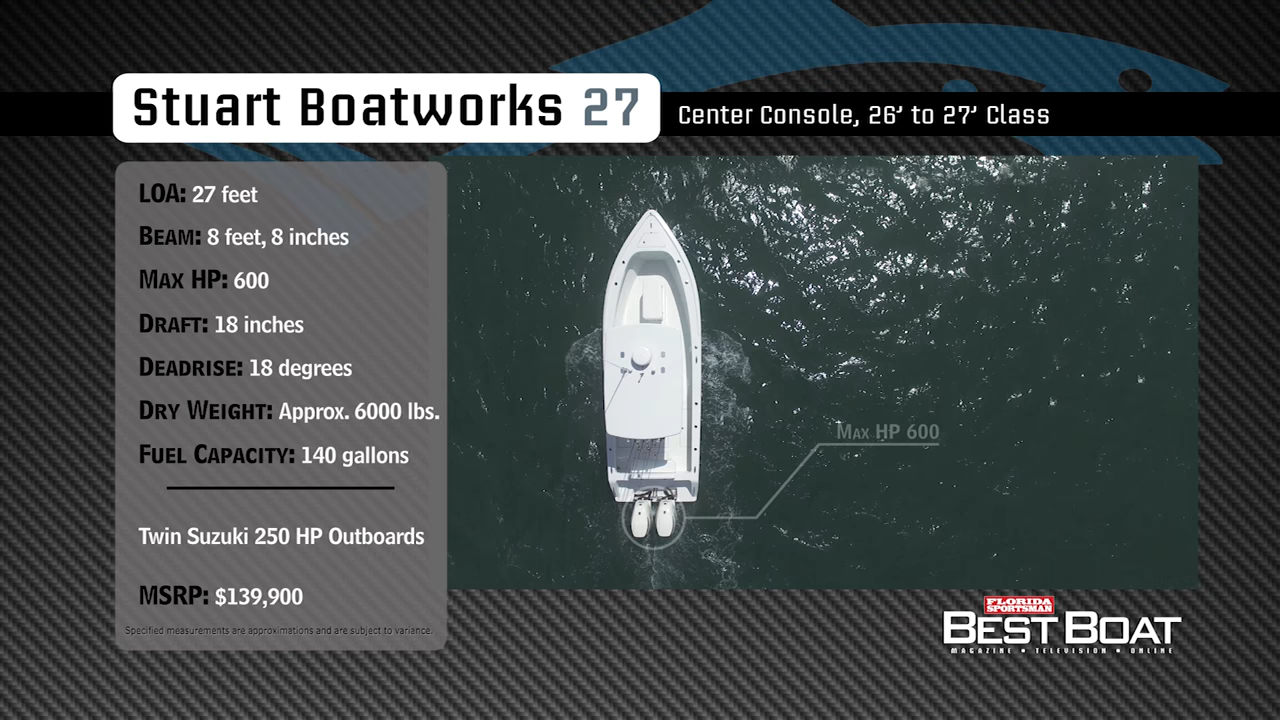 Stuart Boatworks 27
Center Console, 26' to 27' Class
LOA: 27 feet
BEAM: 8 feet, 8 inches
MAX HP: 600
DRAFT: 18 inches
DEADRISE: 18 degrees
DRY WEIGHT: Approx. 6000 lbs.
FUEL CAPACITY: 140 gallons
Twin Suzuki 250 HP Outboards
MSRP: $139,900
Specified measurements are approximations and are subject to variance.
MAX HP 600
FLORIDA
SPORTSMAN
BEST BOAT
MAGAZINE • TELEVISION • ONLINE